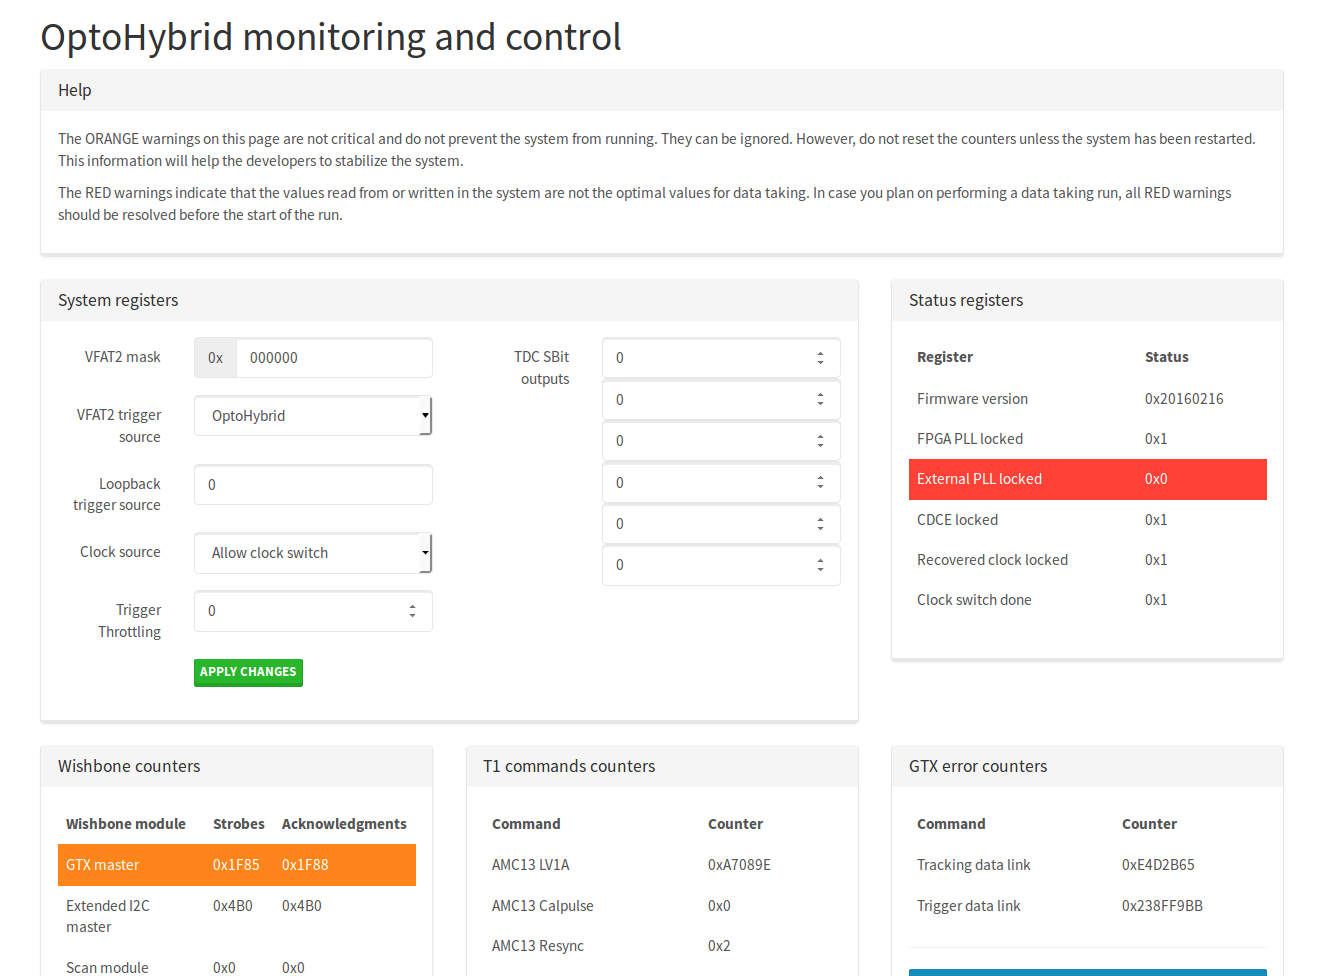 OptoHybrid monitoring and control
Help
The ORANGE warnings on this page are not critical and do not prevent the system from running. They can be ignored. However, do not reset the counters unless the system has been restarted.
This information will help the developers to stabilize the system.
The RED warnings indicate that the values read from or written in the system are not the optimal values for data taking. In case you plan on performing a data taking run, all RED warnings
should be resolved before the start of the run.
System registers
VFAT2 mask
0x
000000
VFAT2 trigger
source
OptoHybrid
Loopback
trigger source
0
Clock source
Allow clock switch
Trigger
Throttling
0
APPLY CHANGES
TDC SBit
outputs
0
0
0
0
0
0
Status registers
Register Status
Firmware version 0x20160216
FPGA PLL locked 0x1
External PLL locked 0x0
CDCE locked 0x1
Recovered clock locked 0x1
Clock switch done 0x1
Wishbone counters
Wishbone module Strobes Acknowledgments
GTX master 0x1F85 0x1F88
Extended I2C 0x4B0 0x4B0
master
Scan module 0x0 0x0
T1 commands counters
Command Counter
AMC13 LV1A 0xA7089E
AMC13 Calpulse 0x0
AMC13 Resync 0x2
GTX error counters
Command Counter
Tracking data link 0xE4D2B65
Trigger data link 0x238FF9BB